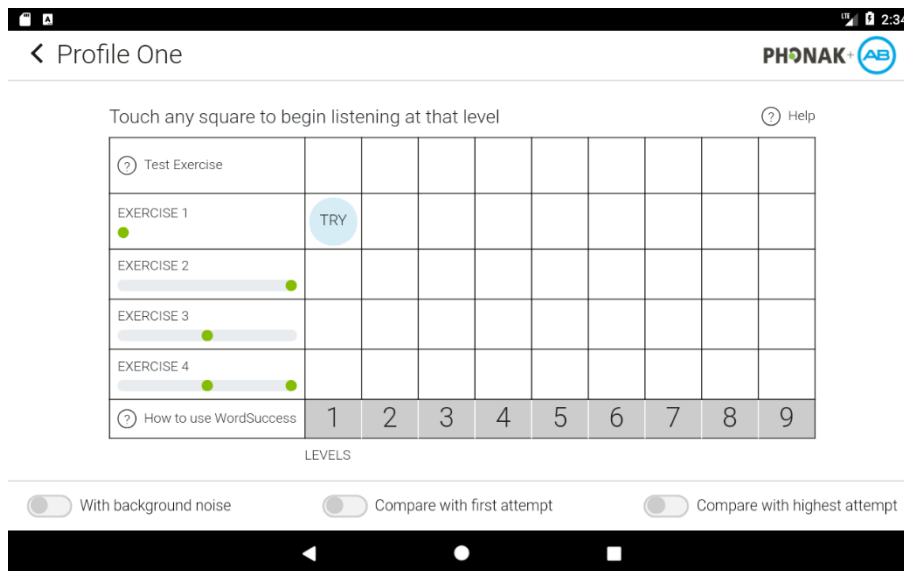 LTE 2:34
Profile One
PHONAK+ AB
Touch any square to begin listening at that level
Help
? Test Exercise
EXERCISE 1
TRY
EXERCISE 2
EXERCISE 3
EXERCISE 4
? How to use WordSuccess 1 2 3 4 5 6 7 8 9
LEVELS
With background noise Compare with first attempt Compare with highest attempt